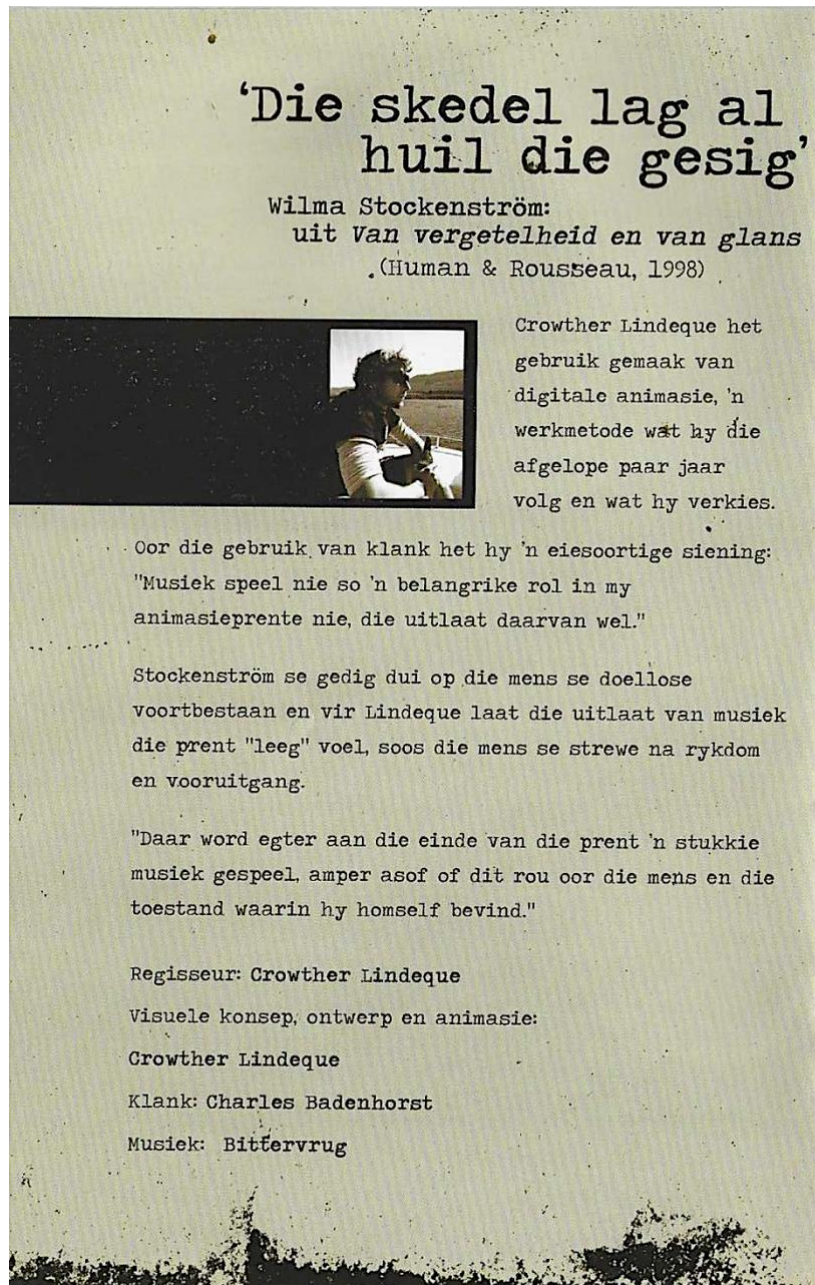 ‘Die skedel lag al
huil die gesig’
Wilma Stockenström:
uit Van vergetelheid en van glans
(Human & Rousseau, 1998)
Crowther Lindeque het
gebruik gemaak van
digitale animasie, 'n
werkmetode wat hy die
afgelope paar jaar
volg en wat hy verkies.
Oor die gebruik van klank het hy 'n eiesoortige siening:
"Musiek speel nie so 'n belangrike rol in my
animasieprente nie, die uitlaat daarvan wel."
Stockenström se gedig dui op die mens se doellose
voortbestaan en vir Lindeque laat die uitlaat van musiek
die prent "leeg" voel, soos die mens se strewe na rykdom
en vooruitgang.
"Daar word egter aan die einde van die prent 'n stukkie
musiek gespeel, amper asof of dit rou oor die mens en die
toestand waarin hy homself bevind."
Regisseur: Crowther Lindeque
Visuele konsep, ontwerp en animasie:
Crowther Lindeque
Klank: Charles Badenhorst
Musiek: Bittervrug